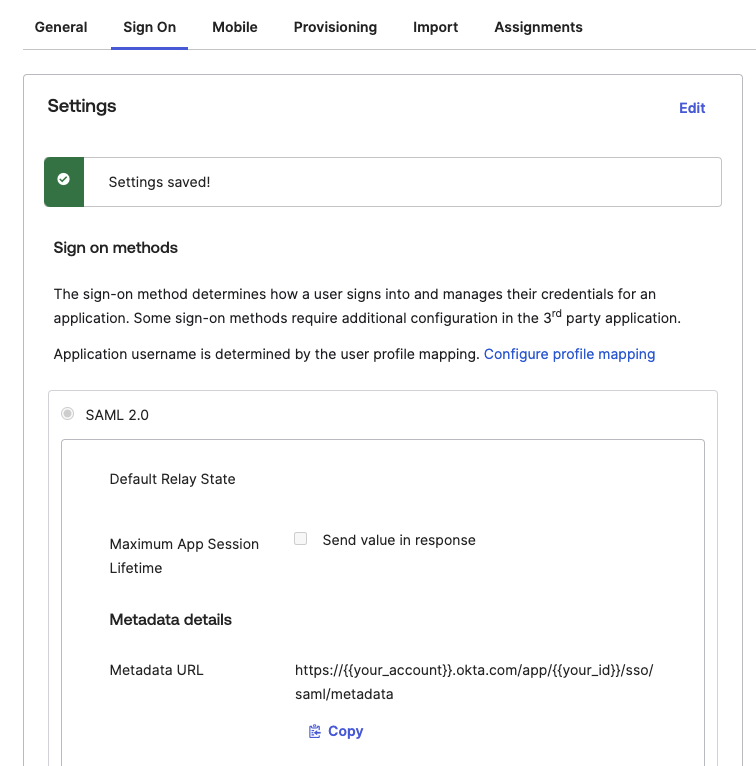 General Sign On Mobile Provisioning Import Assignments
Settings
Edit
Settings saved!
Sign on methods
The sign-on method determines how a user signs into and manages their credentials for an
application. Some sign-on methods require additional configuration in the 3rd party application.
Application username is determined by the user profile mapping. Configure profile mapping
SAML 2.0
Default Relay State
Maximum App Session
Lifetime
Send value in response
Metadata details
Metadata URL
https://{{your_account}}.okta.com/app/{{your_id}}/sso/
saml/metadata
Copy